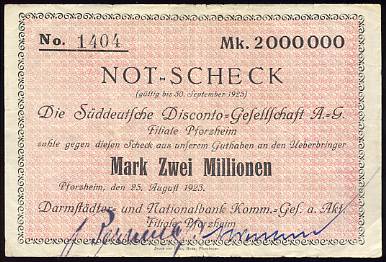 No. 1404 Mk. 2000000
NOT-SCHECK
(gültig bis 30. September 1923)
Die Süddeutsche Disconto-Gesellschaft A.-G.
Filiale Pforzheim
zahle gegen diesen Scheck aus unserem Guthaben an den Ueberbringer
Mark Zwei Millionen
Pforzheim, den 25. August 1923.
Darmstädter- und Nationalbank Komm.-Ges. a. Akt.
Filiale Pforzheim